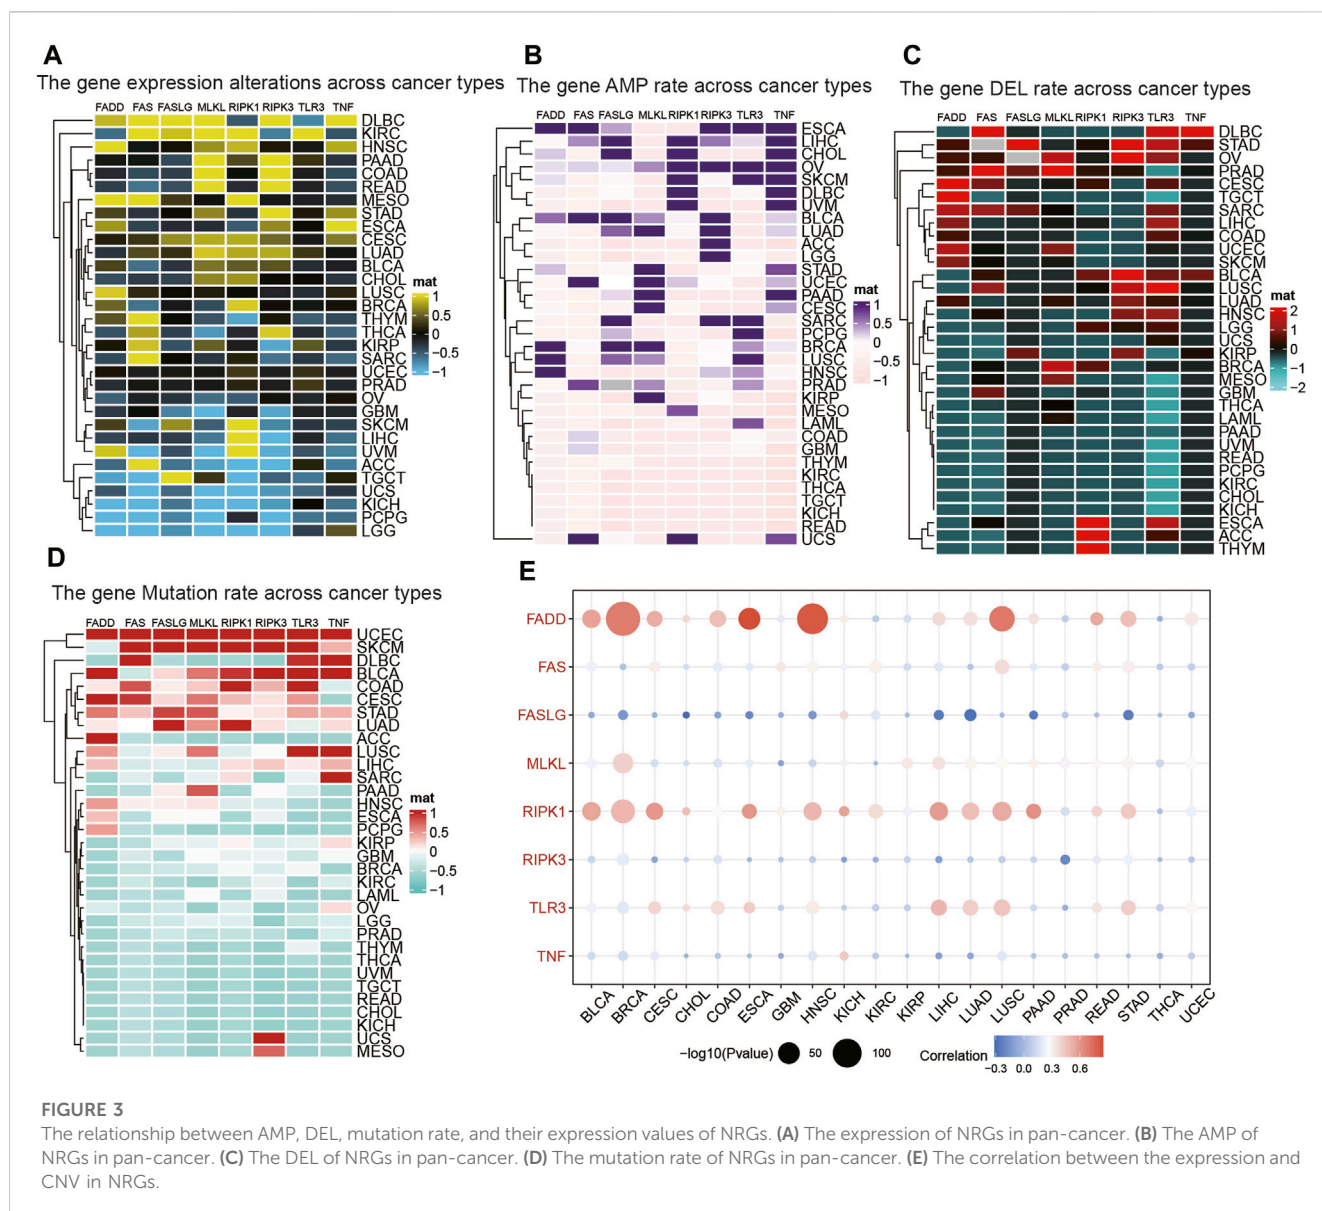 A
The gene expression alterations across cancer types
FADD FAS FASLG MLKL RIPK1 RIPK3 TLR3 TNF
DLBC
KIRC
HNSC
PAAD
COAD
READ
MESO
STAD
ESCA
CESC
LUAD
BLCA
CHOL
LUSC
BRCA
THYM
THCA
KIRP
SARC
UCEC
PRAD
OV
GBM
SKCM
LIHC
UVM
ACC
TGCT
UCS
KICH
PCPG
LGG
mat
1
0.5
0
−0.5
−1
B
The gene AMP rate across cancer types
FADD FAS FASLG MLKL RIPK1 RIPK3 TLR3 TNF
ESCA
LIHC
CHOL
OV
SKCM
DLBC
UVM
BLCA
LUAD
ACC
LGG
STAD
UCEC
PAAD
CESC
SARC
PCPG
BRCA
LUSC
HNSC
PRAD
KIRP
MESO
LAML
COAD
GBM
THYM
KIRC
THCA
TGCT
KICH
READ
UCS
mat
1
0.5
0
−0.5
−1
C
The gene DEL rate across cancer types
FADD FAS FASLG MLKL RIPK1 RIPK3 TLR3 TNF
DLBC
STAD
OV
PRAD
CESC
TGCT
SARC
LIHC
COAD
UCEC
SKCM
BLCA
LUSC
LUAD
HNSC
LGG
UCS
KIRP
BRCA
MESO
GBM
THCA
LAML
PAAD
UVM
READ
PCPG
KIRC
CHOL
KICH
ESCA
ACC
THYM
mat
2
1
0
−1
−2
D
The gene Mutation rate across cancer types
FADD FAS FASLG MLKL RIPK1 RIPK3 TLR3 TNF
UCEC
SKCM
DLBC
BLCA
COAD
CESC
STAD
LUAD
ACC
LUSC
LIHC
SARC
PAAD
HNSC
ESCA
PCPG
KIRP
GBM
BRCA
KIRC
LAML
OV
LGG
PRAD
THYM
THCA
UVM
TGCT
READ
CHOL
KICH
UCS
MESO
mat
1
0.5
0
−0.5
−1
E
FADD
FAS
FASLG
MLKL
RIPK1
RIPK3
TLR3
TNF
BLCA BRCA CESC CHOL COAD ESCA GBM HNSC KICH KIRC KIRP LIHC LUAD LUSC PAAD PRAD READ STAD THCA UCEC
−log10(Pvalue) 50 100 Correlation −0.3 0.0 0.3 0.6
FIGURE 3
The relationship between AMP, DEL, mutation rate, and their expression values of NRGs. (A) The expression of NRGs in pan-cancer. (B) The AMP of
NRGs in pan-cancer. (C) The DEL of NRGs in pan-cancer. (D) The mutation rate of NRGs in pan-cancer. (E) The correlation between the expression and
CNV in NRGs.